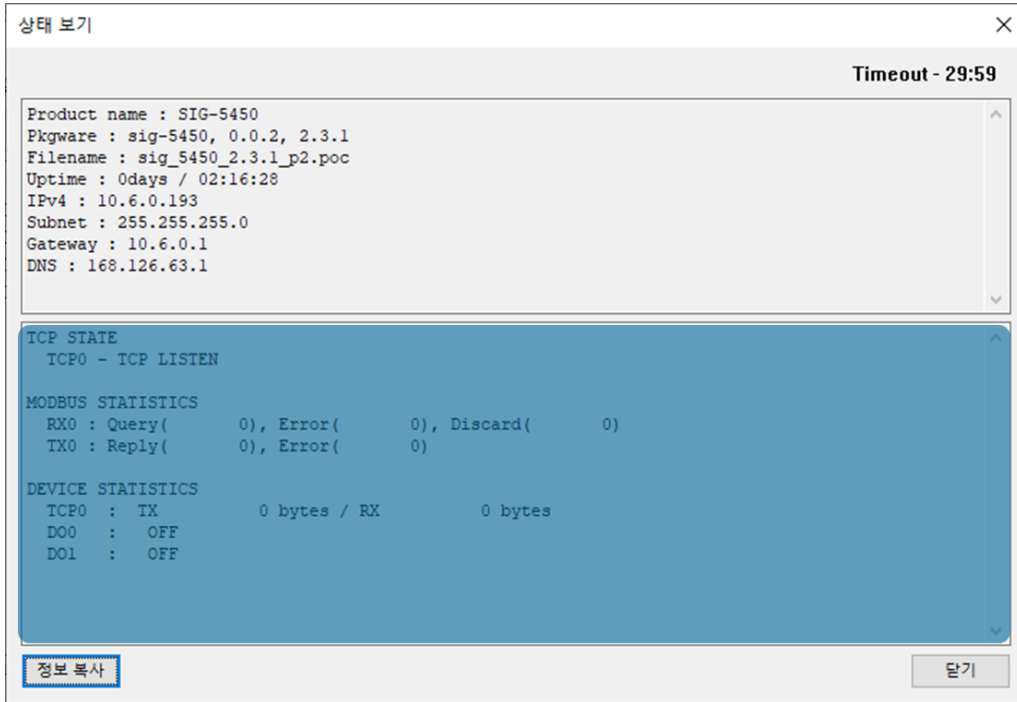 상태 보기
Timeout - 29:59
Product name : SIG-5450
Pkgware : sig-5450, 0.0.2, 2.3.1
Filename : sig_5450_2.3.1_p2.poc
Uptime : 0days / 02:16:28
IPv4 : 10.6.0.193
Subnet : 255.255.255.0
Gateway : 10.6.0.1
DNS : 168.126.63.1
TCP STATE
TCP0 - TCP LISTEN
MODBUS STATISTICS
RX0 : Query( 0), Error( 0), Discard( 0)
TX0 : Reply( 0), Error( 0)
DEVICE STATISTICS
TCP0 : TX 0 bytes / RX 0 bytes
DO0 : OFF
DO1 : OFF
정보 복사 닫기